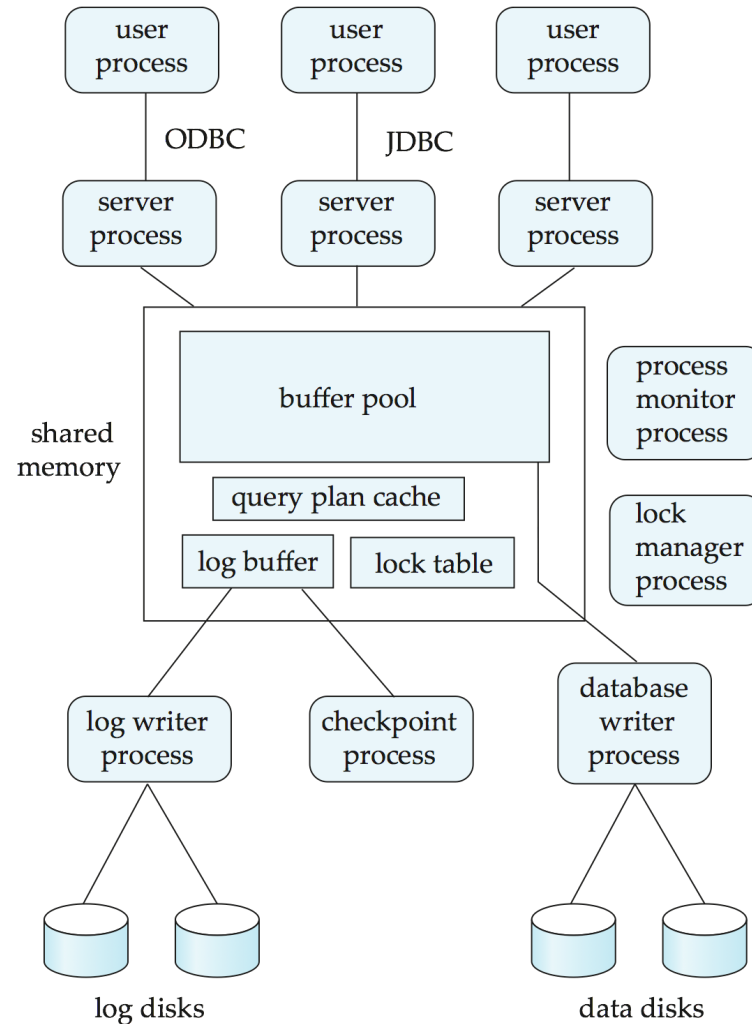 user
process
user
process
user
process
ODBC
JDBC
server
process
server
process
server
process
shared
memory
buffer pool
query plan cache
log buffer
lock table
process
monitor
process
lock
manager
process
log writer
process
checkpoint
process
database
writer
process
log disks
data disks